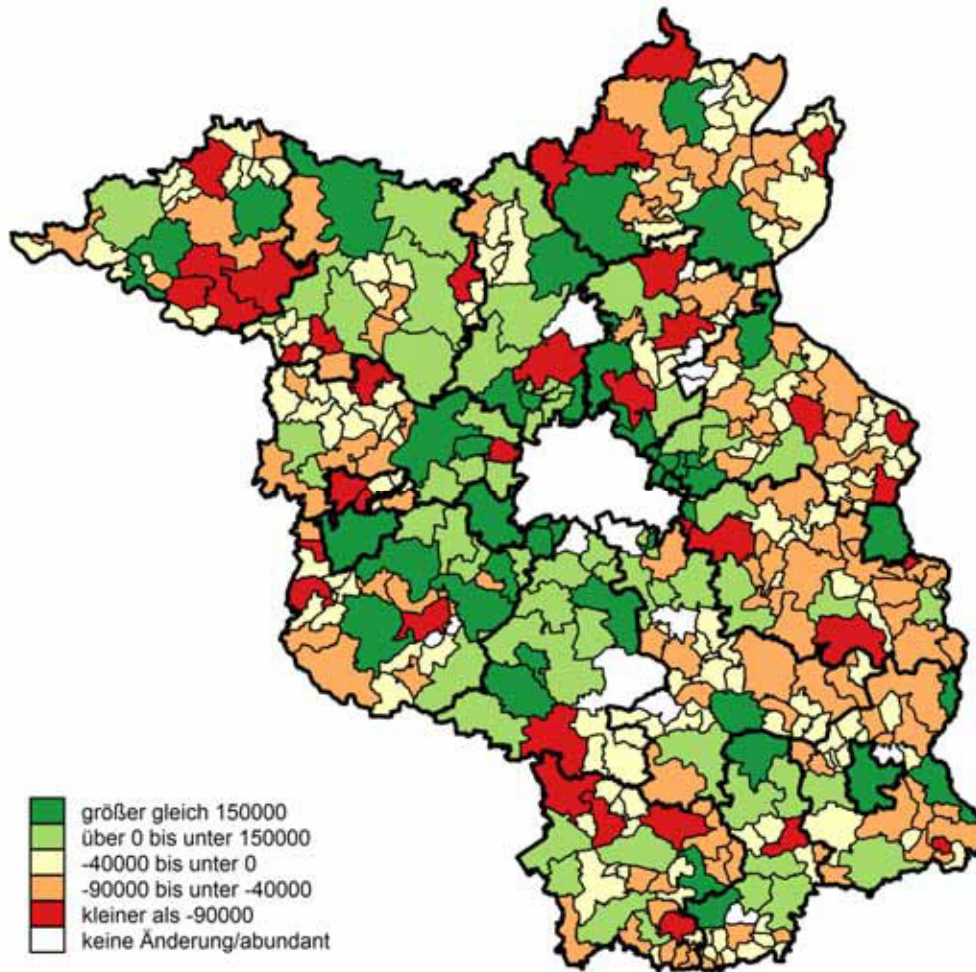 größer gleich 150000
über 0 bis unter 150000
-40000 bis unter 0
-90000 bis unter -40000
kleiner als -90000
keine Änderung/abundant